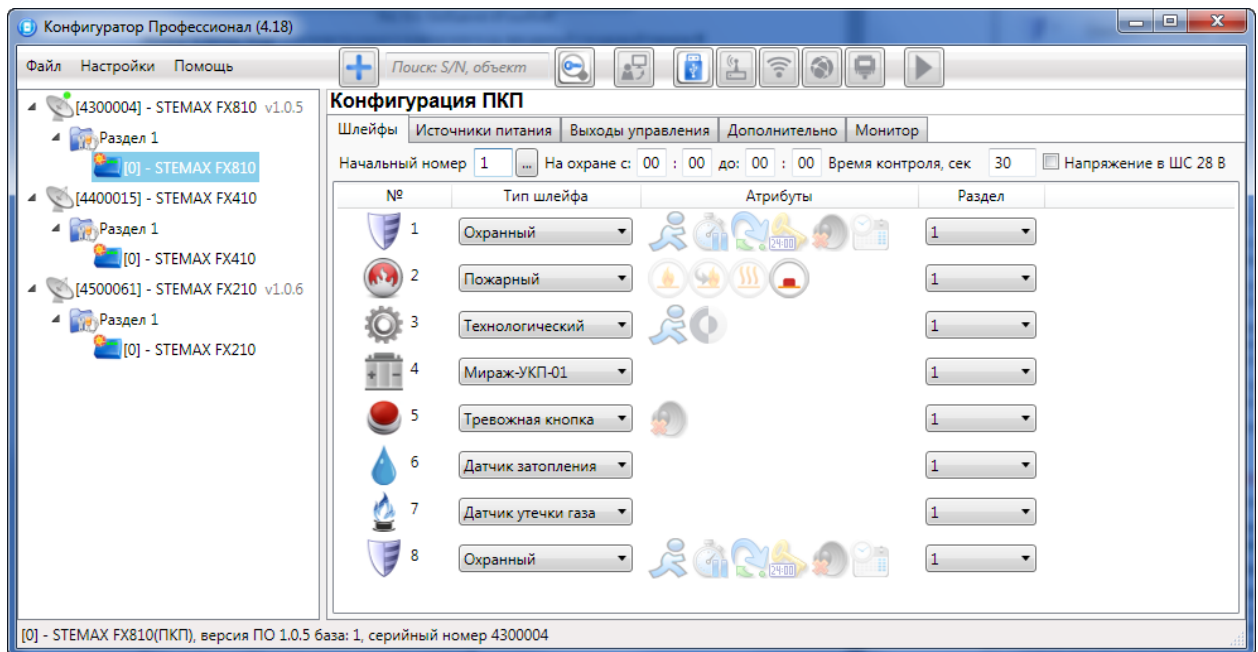 Конфигуратор Профессионал (4.18)
Файл Настройки Помощь
Поиск: S/N, объект
[4300004] - STEMAX FX810 v1.0.5
Раздел 1
[0] - STEMAX FX810
[4400015] - STEMAX FX410
Раздел 1
[0] - STEMAX FX410
[4500061] - STEMAX FX210 v1.0.6
Раздел 1
[0] - STEMAX FX210
Конфигурация ПКП
Шлейфы Источники питания Выходы управления Дополнительно Монитор
Начальный номер 1 ... На охране с: 00 : 00 до: 00 : 00 Время контроля, сек 30 Напряжение в ШС 28 В
№ Тип шлейфа Атрибуты Раздел
1 Охранный 24:00 1
2 Пожарный 1
3 Технологический 1
4 Мираж-УКП-01 1
5 Тревожная кнопка 1
6 Датчик затопления 1
7 Датчик утечки газа 1
8 Охранный 24:00 1
[0] - STEMAX FX810(ПКП), версия ПО 1.0.5 база: 1, серийный номер 4300004